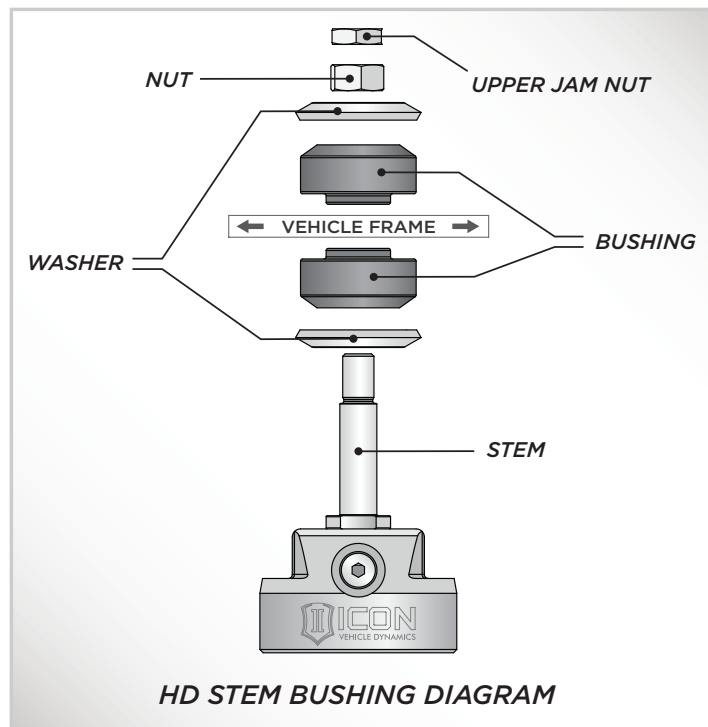 UPPER JAM NUT
NUT
VEHICLE FRAME
WASHER
BUSHING
STEM
ICON
VEHICLE DYNAMICS
HD STEM BUSHING DIAGRAM